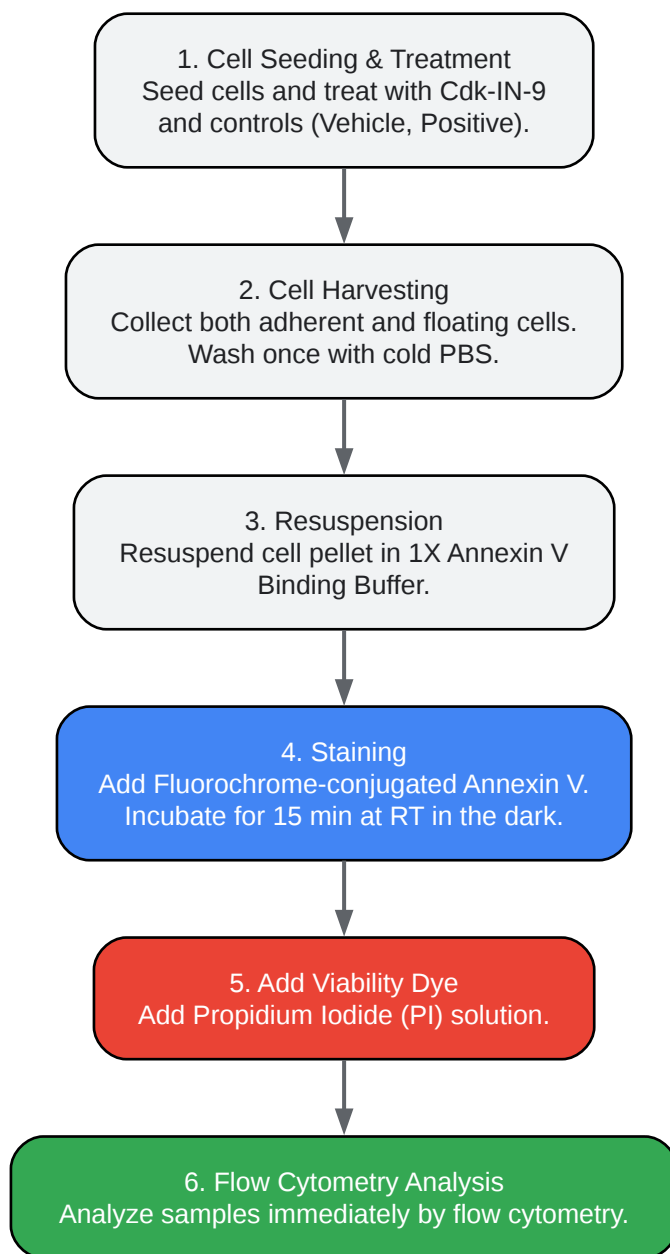 1. Cell Seeding & Treatment
Seed cells and treat with Cdk-IN-9
and controls (Vehicle, Positive).
2. Cell Harvesting
Collect both adherent and floating cells.
Wash once with cold PBS.
3. Resuspension
Resuspend cell pellet in 1X Annexin V
Binding Buffer.
4. Staining
Add Fluorochrome-conjugated Annexin V.
Incubate for 15 min at RT in the dark.
5. Add Viability Dye
Add Propidium Iodide (PI) solution.
6. Flow Cytometry Analysis
Analyze samples immediately by flow cytometry.